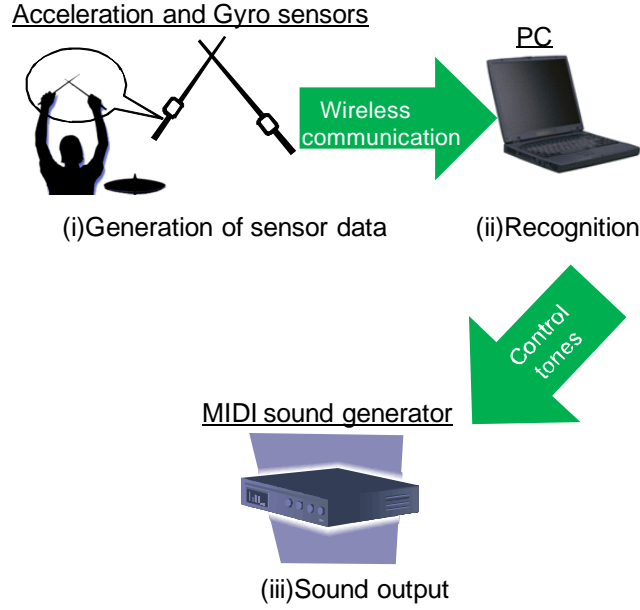 Acceleration and Gyro sensors
PC
Wireless
communication
(i)Generation of sensor data
(ii)Recognition
Control
tones
MIDI sound generator
(iii)Sound output